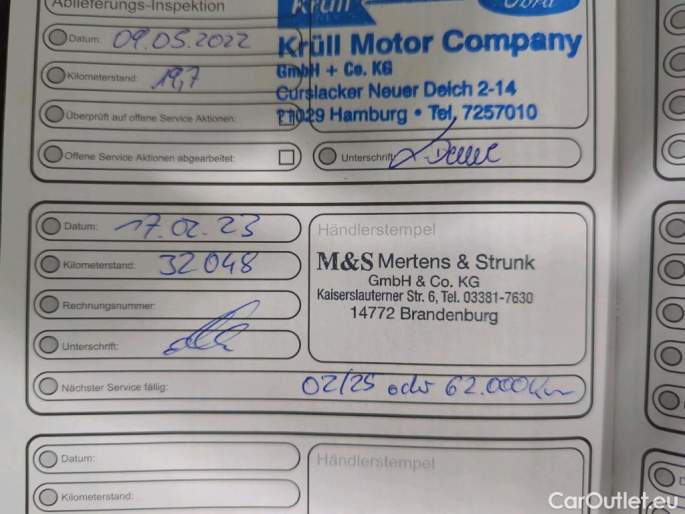 Ablieferungs-Inspektion
Krüll
Ford
Datum: 09.05.2022
Krüll Motor Company
GmbH + Co. KG
Kilometerstand: 19,7
Curslacker Neuer Deich 2-14
Überprüft auf offene Service Aktionen:
21029 Hamburg • Tel. 7257010
Offene Service Aktionen abgearbeitet:
Unterschrift:
Datum: 17.02.23
Händlerstempel
Kilometerstand: 32048
M&S Mertens & Strunk
GmbH & Co. KG
Kaiserslauterner Str. 6, Tel. 03381-7630
14772 Brandenburg
Rechnungsnummer:
Unterschrift:
Nächster Service fällig: 02/25 oder 62.000 Km
Datum:
Händlerstempel
Kilometerstand:
CarOutlet.eu